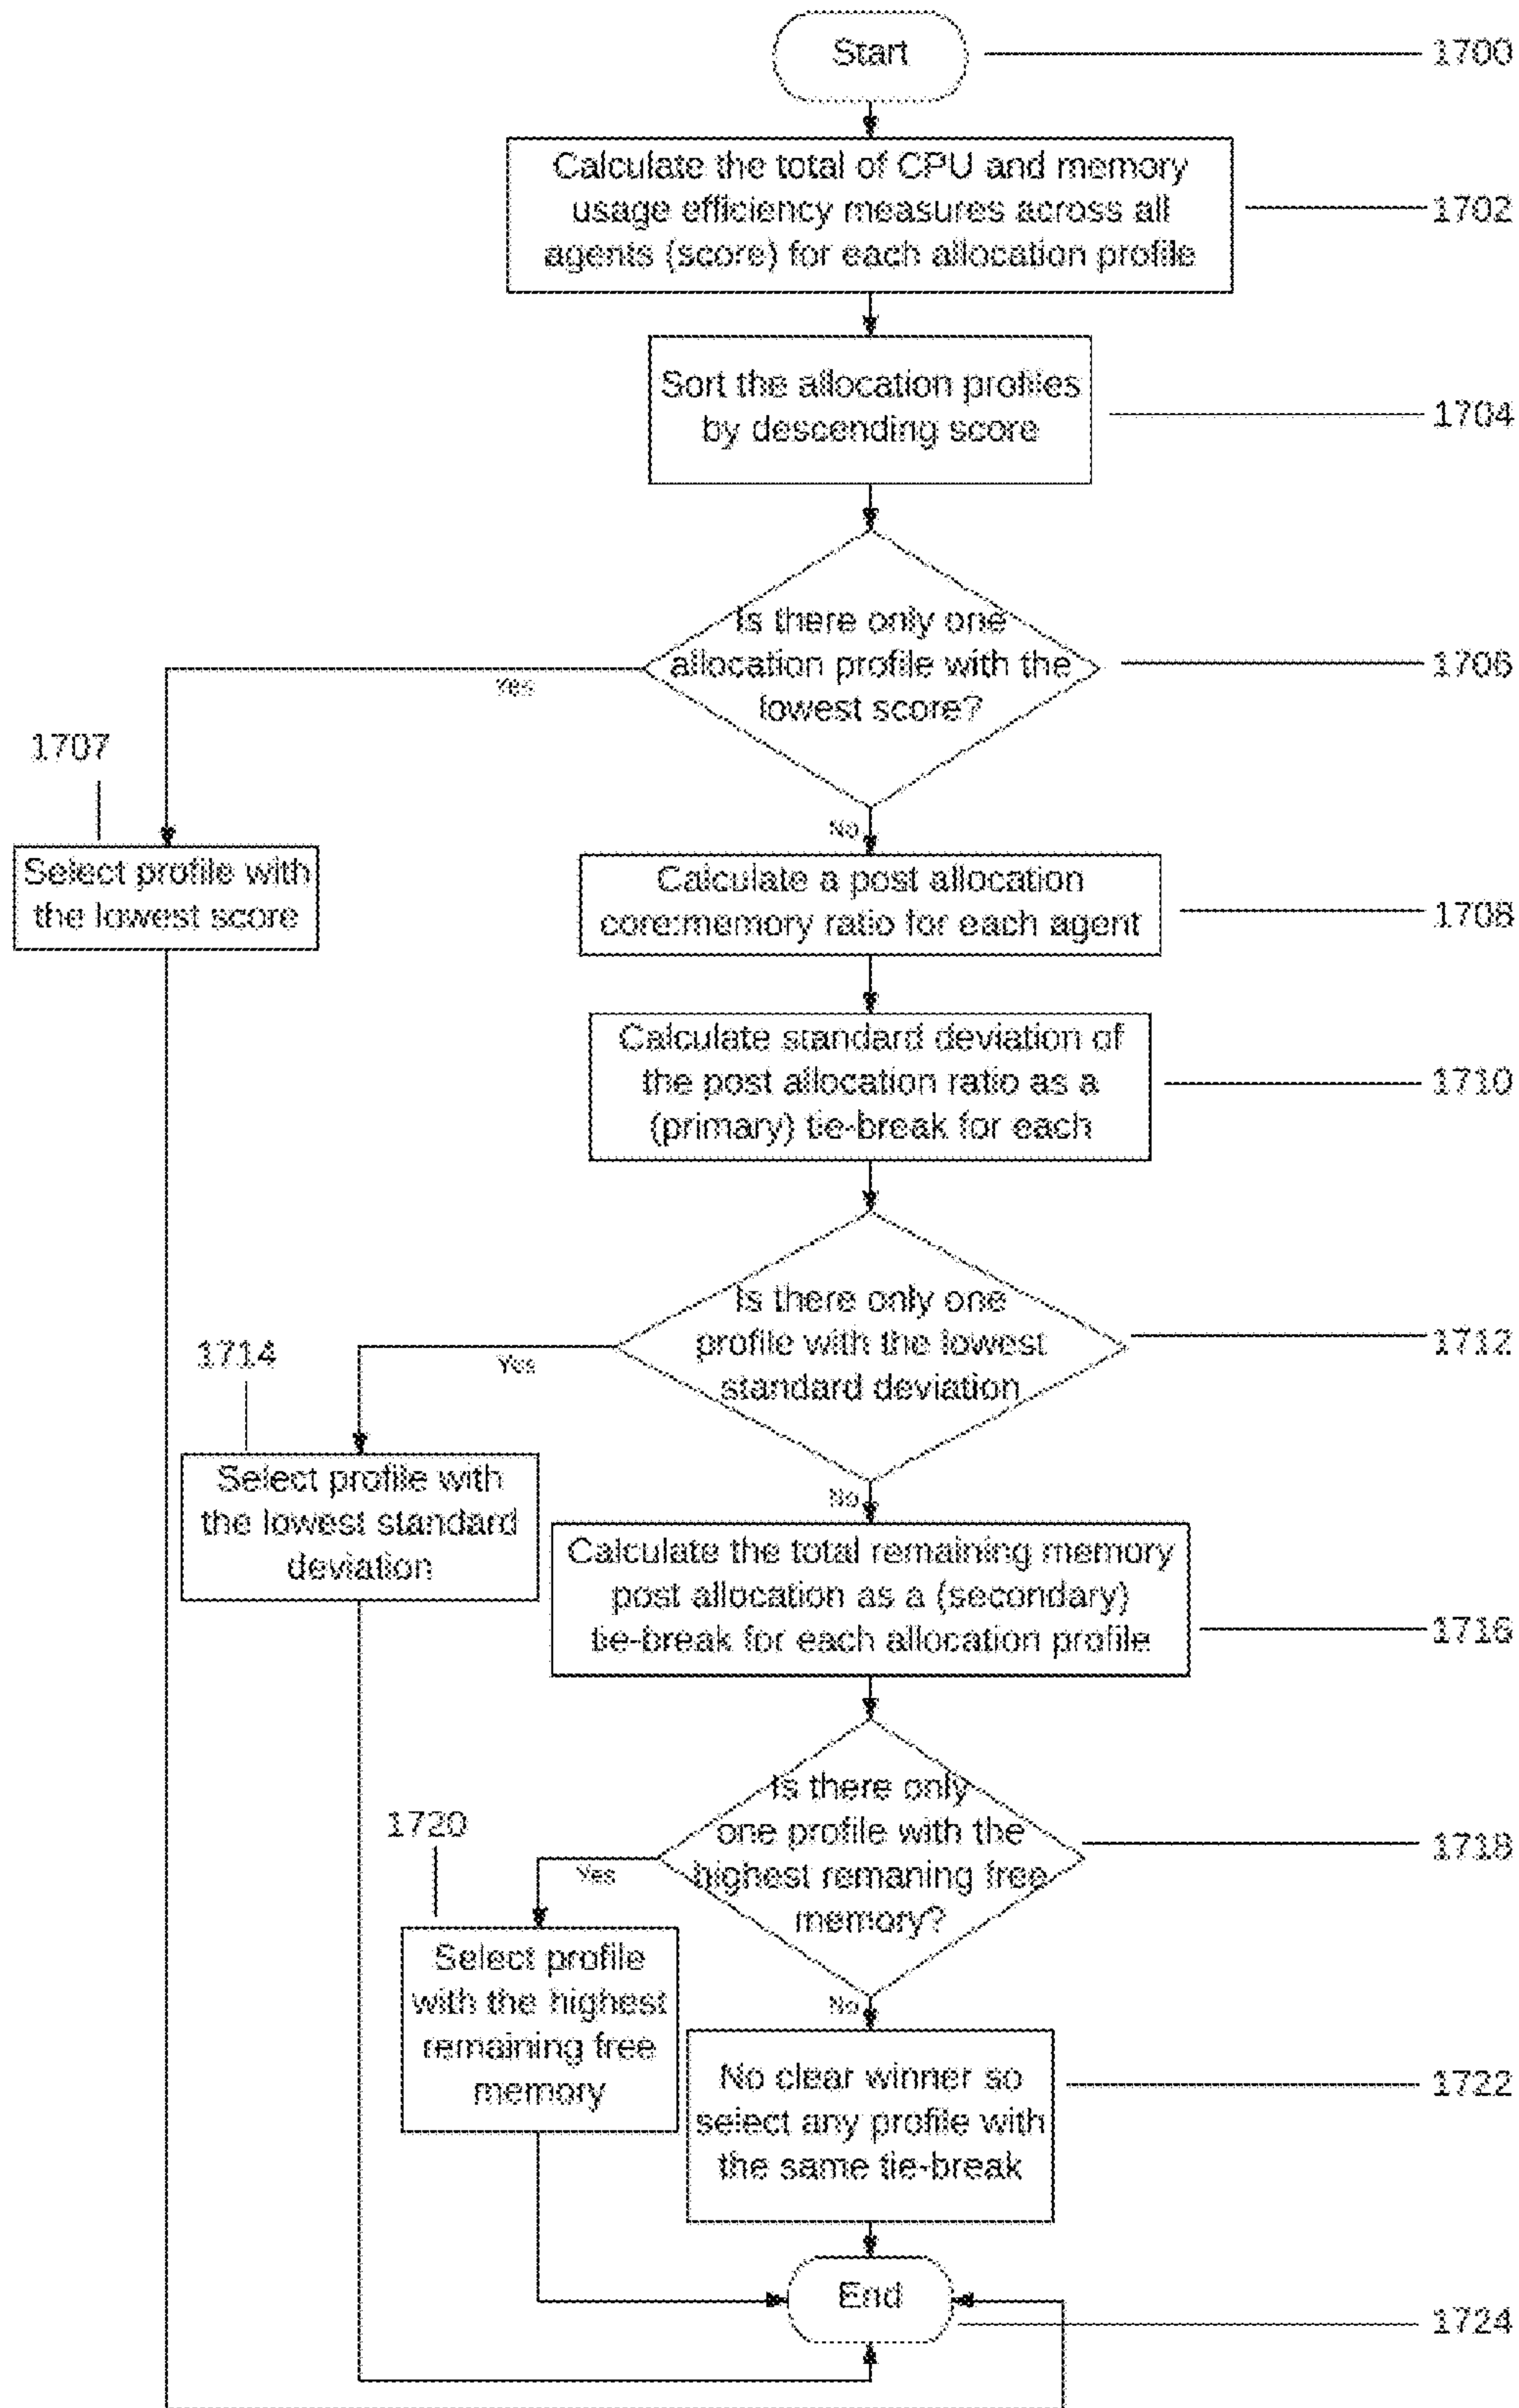 Start
1700
Calculate the total of CPU and memory
usage efficiency measures across all
agents (score) for each allocation profile
1702
Sort the allocation profiles
by descending score
1704
Is there only one
allocation profile with the
lowest score?
1706
Yes
No
1707
Select profile with
the lowest score
Calculate a post allocation
core:memory ratio for each agent
1708
Calculate standard deviation of
the post allocation ratio as a
(primary) tie-break for each
1710
Is there only one
profile with the lowest
standard deviation
1712
Yes
No
1714
Select profile with
the lowest standard
deviation
Calculate the total remaining memory
post allocation as a (secondary)
tie-break for each allocation profile
1716
Is there only
one profile with the
highest remaning free
memory?
1718
Yes
No
1720
Select profile
with the highest
remaining free
memory
No clear winner so
select any profile with
the same tie-break
1722
End
1724